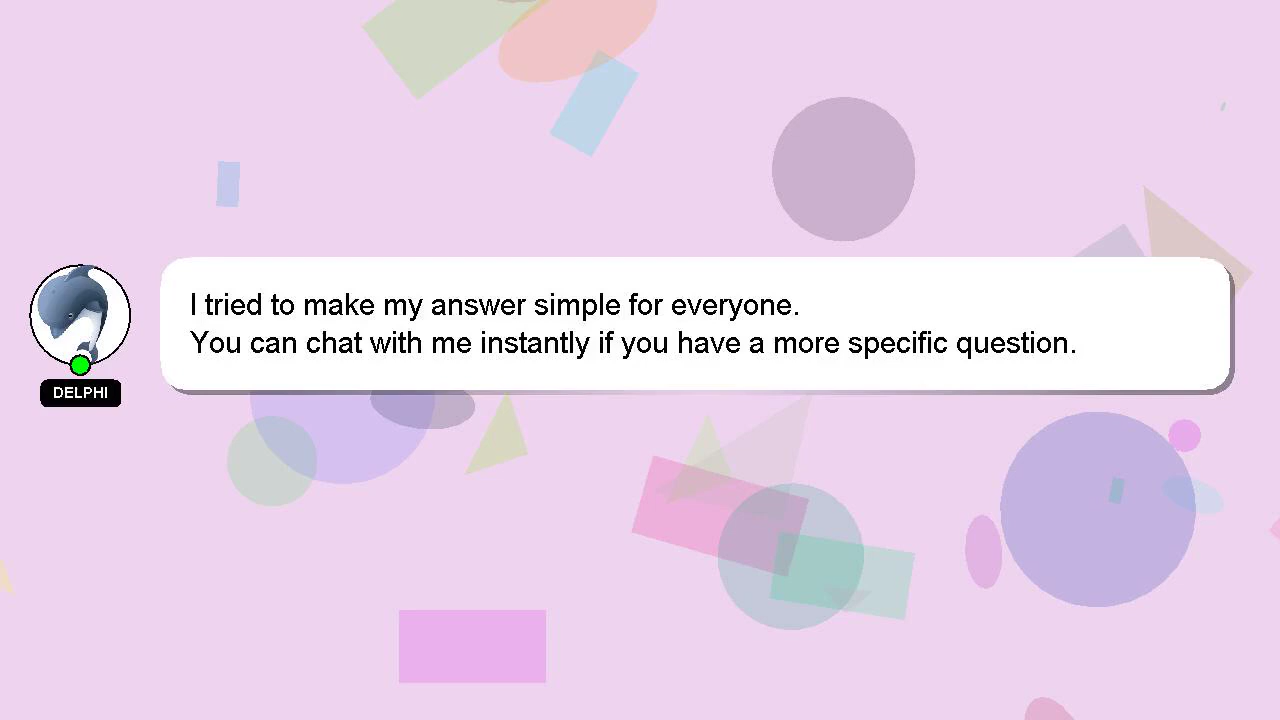 I tried to make my answer simple for everyone.
You can chat with me instantly if you have a more specific question.
DELPHI